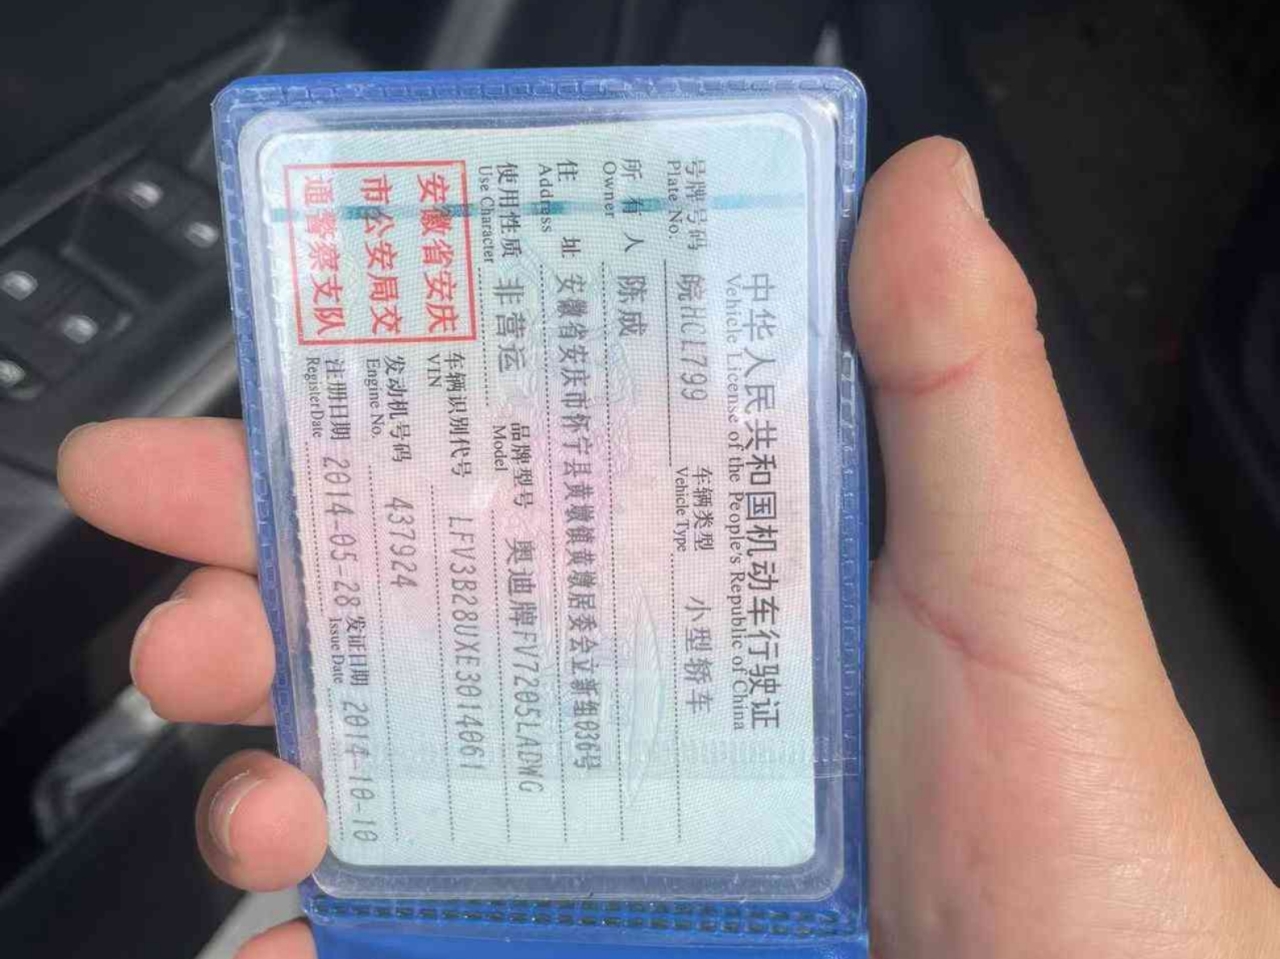 中华人民共和国机动车行驶证
Vehicle License of the People's Republic of China
号牌号码 皖HC1799 车辆类型 小型轿车
Plate No. Vehicle Type
所有人 陈成
Owner
住址 安徽省安庆市怀宁县黄墩镇黄墩居委会立新组036号
Address
使用性质 非营运 品牌型号 奥迪牌FV7205LADWG
Use Character Model
安徽省安庆
市公安局交
通警察支队
车辆识别代号 LFV3B28UXE3014061
VIN
发动机号码 437924
Engine No.
注册日期 2014-05-28 发证日期 2014-10-10
Register Date Issue Date